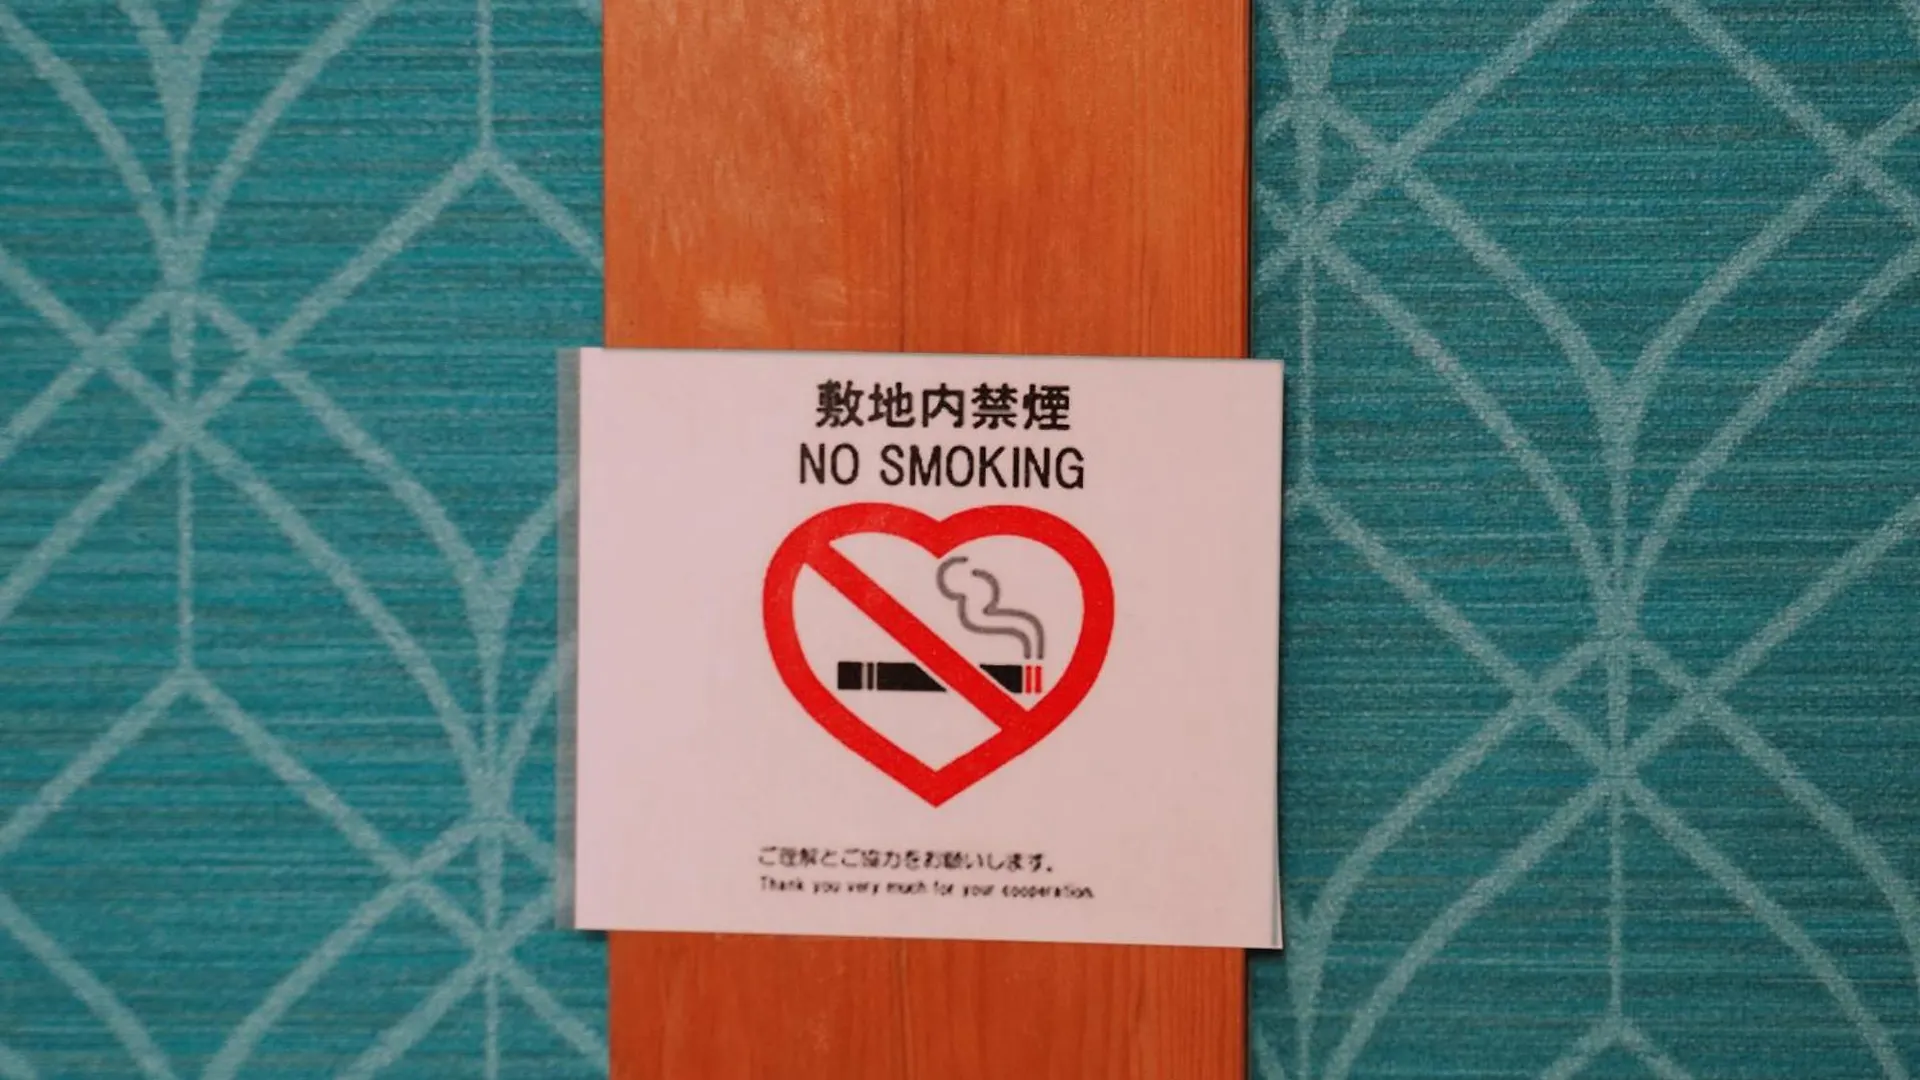 敷地内禁煙
NO SMOKING
ご理解とご協力をお願いします。
Thank you very much for your cooperation.